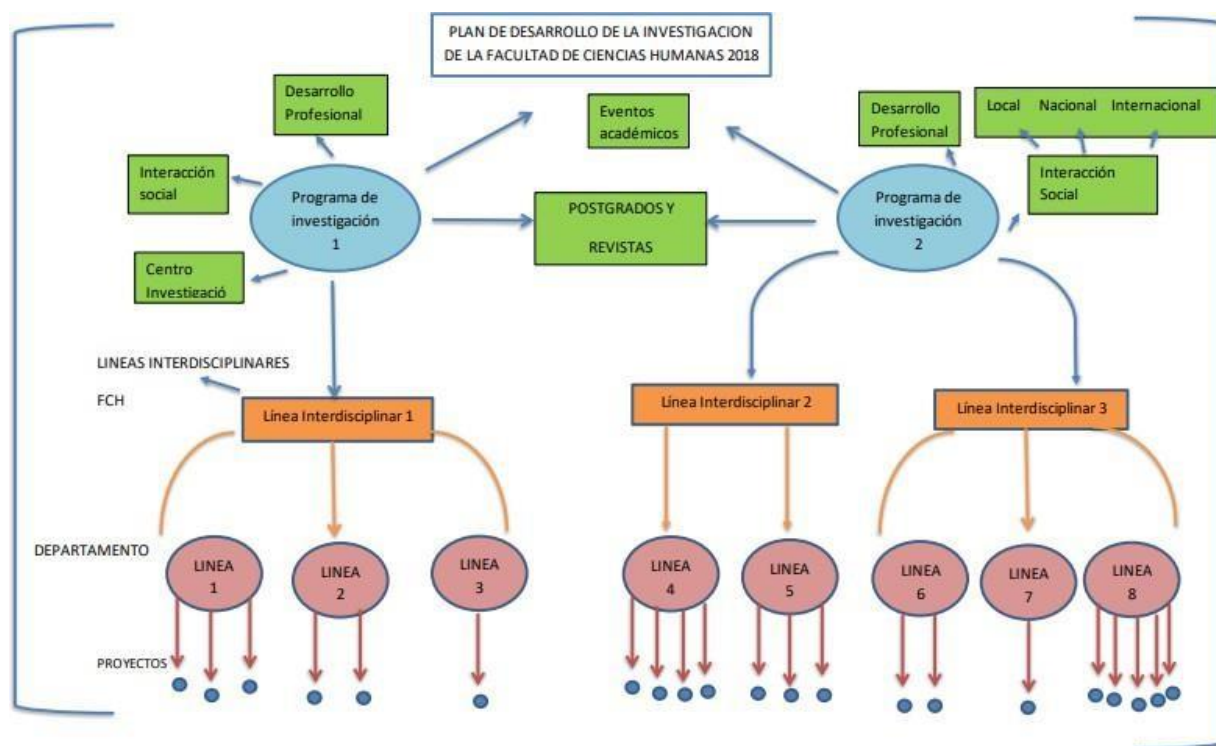 PLAN DE DESARROLLO DE LA INVESTIGACION
DE LA FACULTAD DE CIENCIAS HUMANAS 2018
Desarrollo
Profesional
Eventos
académicos
Desarrollo
Profesional
Local Nacional Internacional
Interacción
social
Programa de
investigación
1
POSTGRADOS Y
REVISTAS
Programa de
investigación
2
Interacción
Social
Centro
Investigació
LINEAS INTERDISCIPLINARES
FCH
Línea Interdisciplinar 1
Línea Interdisciplinar 2
Línea Interdisciplinar 3
DEPARTAMENTO
LINEA
1
LINEA
2
LINEA
3
LINEA
4
LINEA
5
LINEA
6
LINEA
7
LINEA
8
PROYECTOS